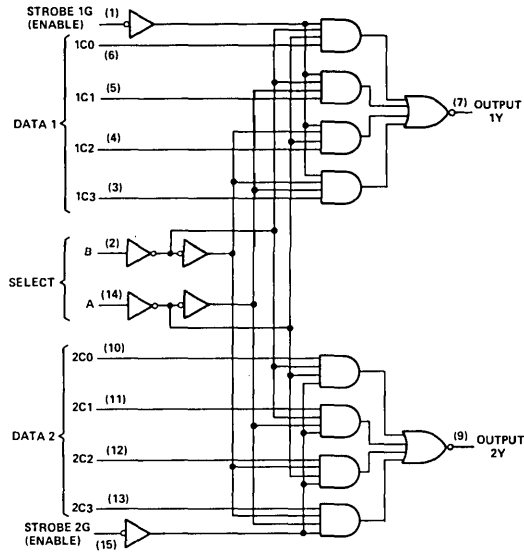 STROBE 1G (1)
(ENABLE)
1C0
(6)
1C1 (5)
DATA 1
1C2 (4)
1C3 (3)
(7) OUTPUT
1Y
B (2)
SELECT
A (14)
2C0 (10)
2C1 (11)
DATA 2
2C2 (12)
(9) OUTPUT
2Y
2C3 (13)
STROBE 2G
(ENABLE) (15)